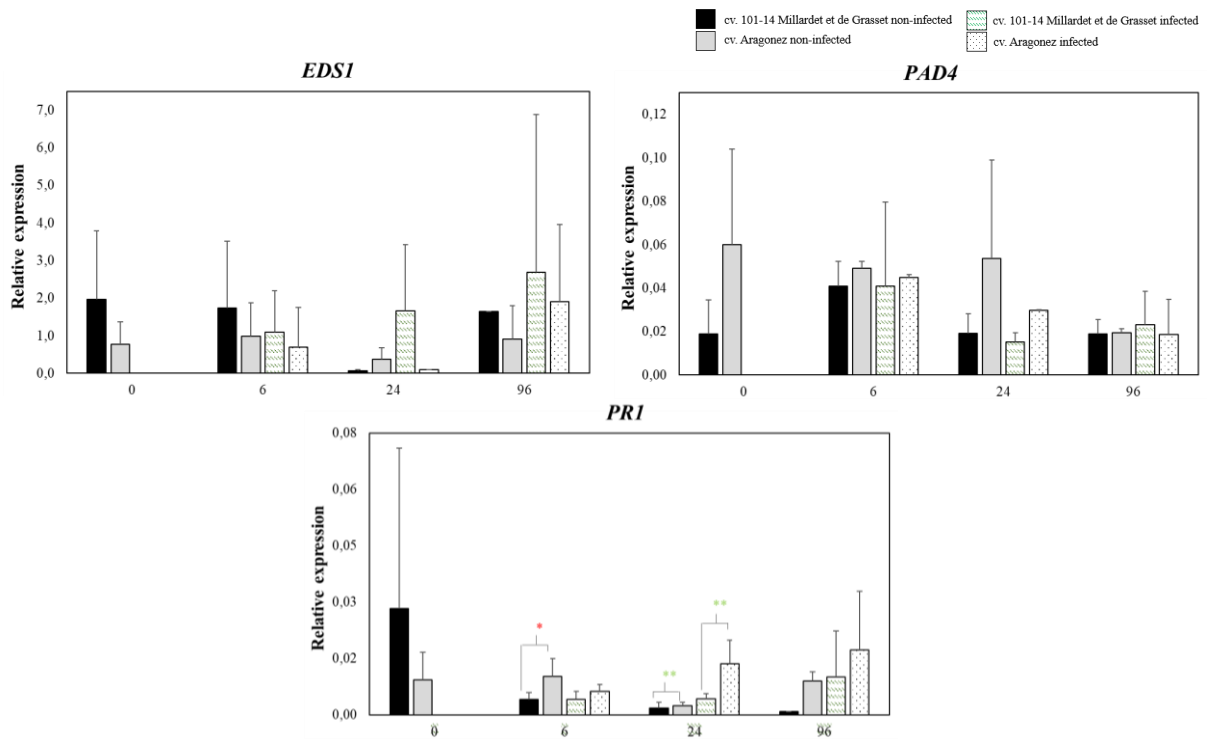 cv. 101-14 Millardet et de Grasset non-infected
cv. 101-14 Millardet et de Grasset infected
cv. Aragonez non-infected
cv. Aragonez infected
EDS1
Relative expression
7,0
6,0
5,0
4,0
3,0
2,0
1,0
0,0
0 6 24 96
PAD4
Relative expression
0,12
0,10
0,08
0,06
0,04
0,02
0,00
0 6 24 96
PR1
Relative expression
0,08
0,06
0,05
0,03
0,02
0,00
*
**
**
0 6 24 96